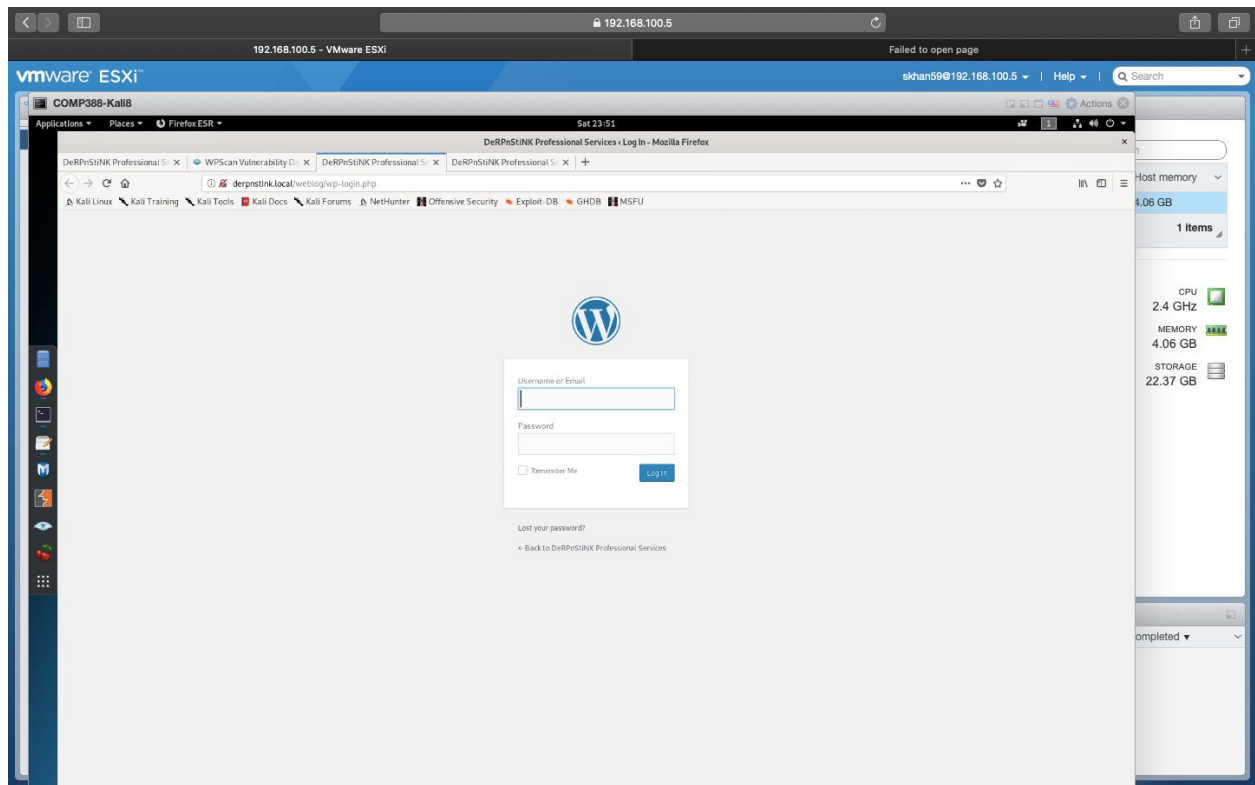 192.168.100.5
192.168.100.5 - VMware ESXi
Failed to open page
vmware ESXi™
skhan59@192.168.100.5
Help
Search
COMP388-Kali8
Actions
Applications
Places
Firefox ESR
Sat 23:51
1
DeRPnStiNK Professional Services ‹ Log In - Mozilla Firefox
DeRPnStiNK Professional Se
WPScan Vulnerability Da
DeRPnStiNK Professional Se
DeRPnStiNK Professional Se
derpnstink.local/weblog/wp-login.php
Kali Linux
Kali Training
Kali Tools
Kali Docs
Kali Forums
NetHunter
Offensive Security
Exploit-DB
GHDB
MSFU
Host memory
4.06 GB
1 items
CPU
2.4 GHz
MEMORY
4.06 GB
STORAGE
22.37 GB
Username or Email
Password
Remember Me
Log In
Lost your password?
← Back to DeRPnStiNK Professional Services
ompleted ▼